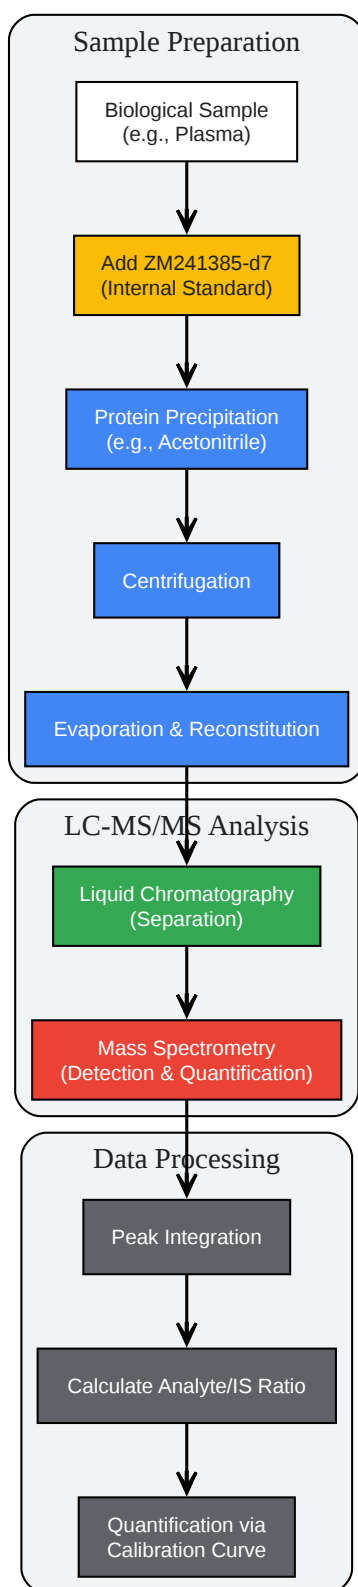 Sample Preparation
Biological Sample
(e.g., Plasma)
Add ZM241385-d7
(Internal Standard)
Protein Precipitation
(e.g., Acetonitrile)
Centrifugation
Evaporation & Reconstitution
LC-MS/MS Analysis
Liquid Chromatography
(Separation)
Mass Spectrometry
(Detection & Quantification)
Data Processing
Peak Integration
Calculate Analyte/IS Ratio
Quantification via
Calibration Curve